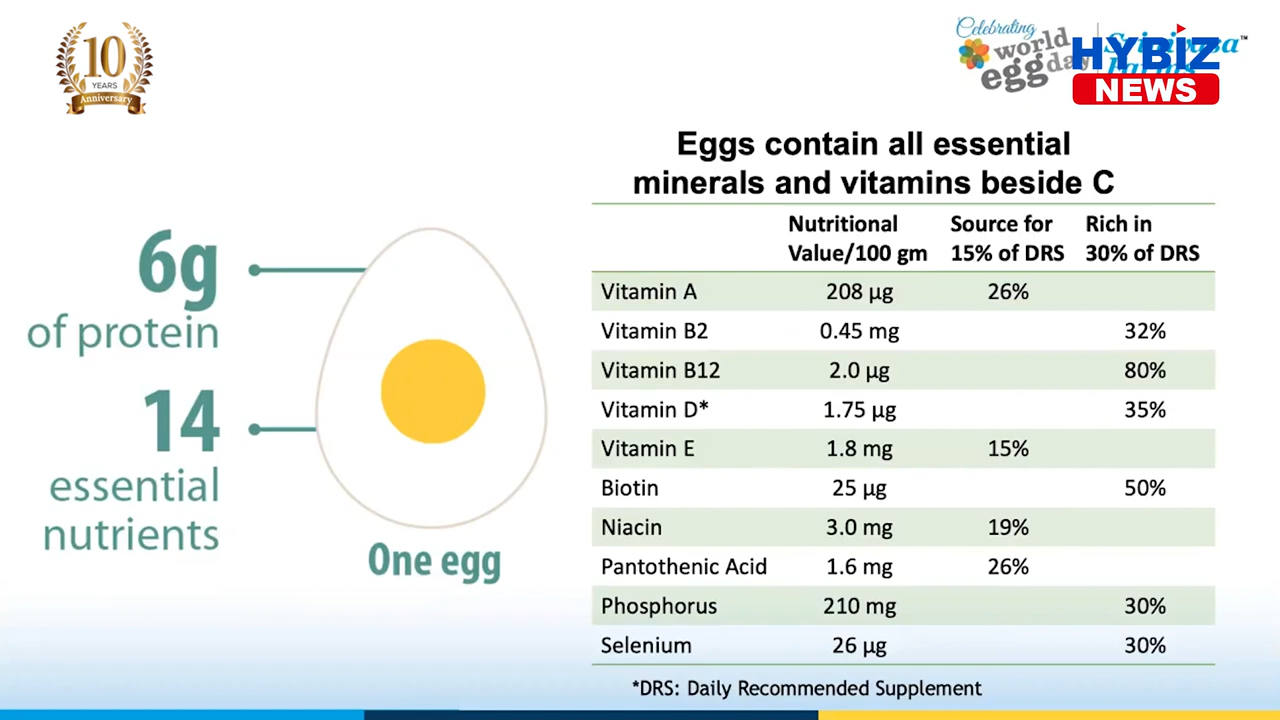 10
YEARS
Anniversary
Celebrating
world
egg day
HYBIZ
NEWS
™
Eggs contain all essential
minerals and vitamins beside C
6g
of protein
14
essential
nutrients
One egg
Nutritional Source for Rich in
Value/100 gm 15% of DRS 30% of DRS
Vitamin A 208 µg 26%
Vitamin B2 0.45 mg 32%
Vitamin B12 2.0 µg 80%
Vitamin D* 1.75 µg 35%
Vitamin E 1.8 mg 15%
Biotin 25 µg 50%
Niacin 3.0 mg 19%
Pantothenic Acid 1.6 mg 26%
Phosphorus 210 mg 30%
Selenium 26 µg 30%
*DRS: Daily Recommended Supplement